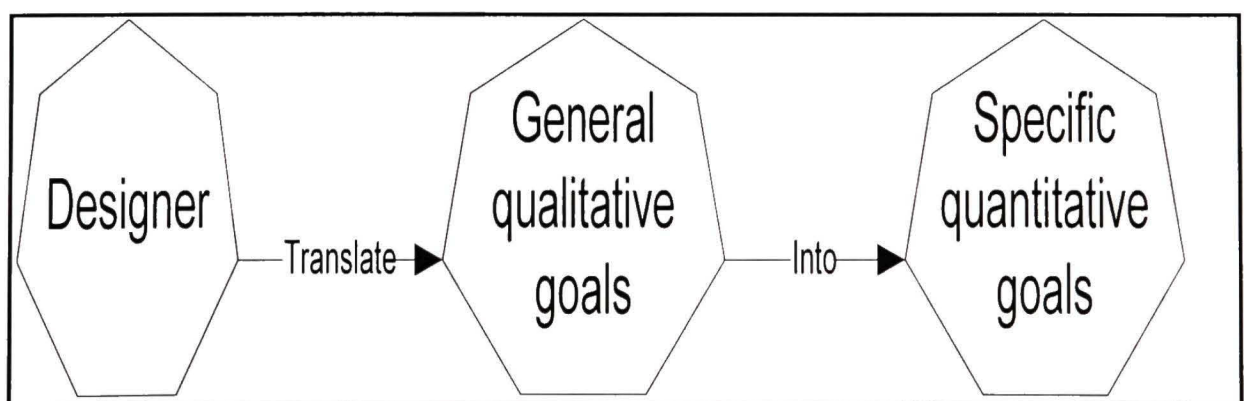 Designer
Translate
General
qualitative
goals
Into
Specific
quantitative
goals